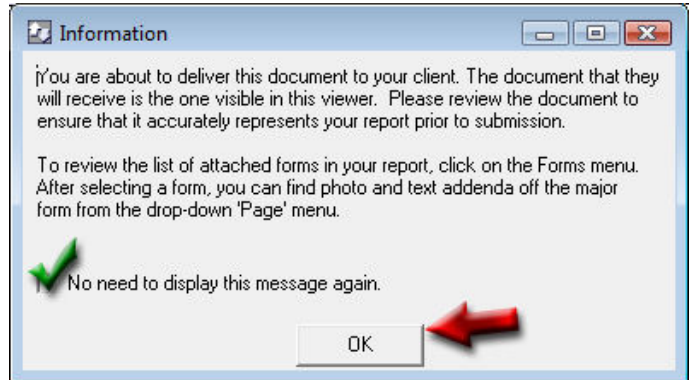 Information
You are about to deliver this document to your client. The document that they
will receive is the one visible in this viewer. Please review the document to
ensure that it accurately represents your report prior to submission.
To review the list of attached forms in your report, click on the Forms menu.
After selecting a form, you can find photo and text addenda off the major
form from the drop-down 'Page' menu.
No need to display this message again.
OK